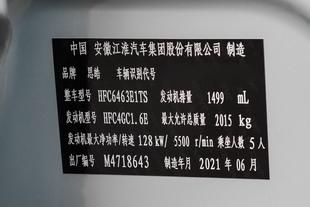 中国 安徽江淮汽车集团股份有限公司 制造
品牌 思皓 车辆识别代号
整车型号 HFC6463E1TS 发动机排量 1499 mL
发动机型号 HFC4GC1.6E 最大允许总质量 2015 kg
发动机最大净功率/转速 128 kW/ 5500 r/min 乘坐人数 5 人
出厂编号 M4718643 制造年月 2021 年 06 月